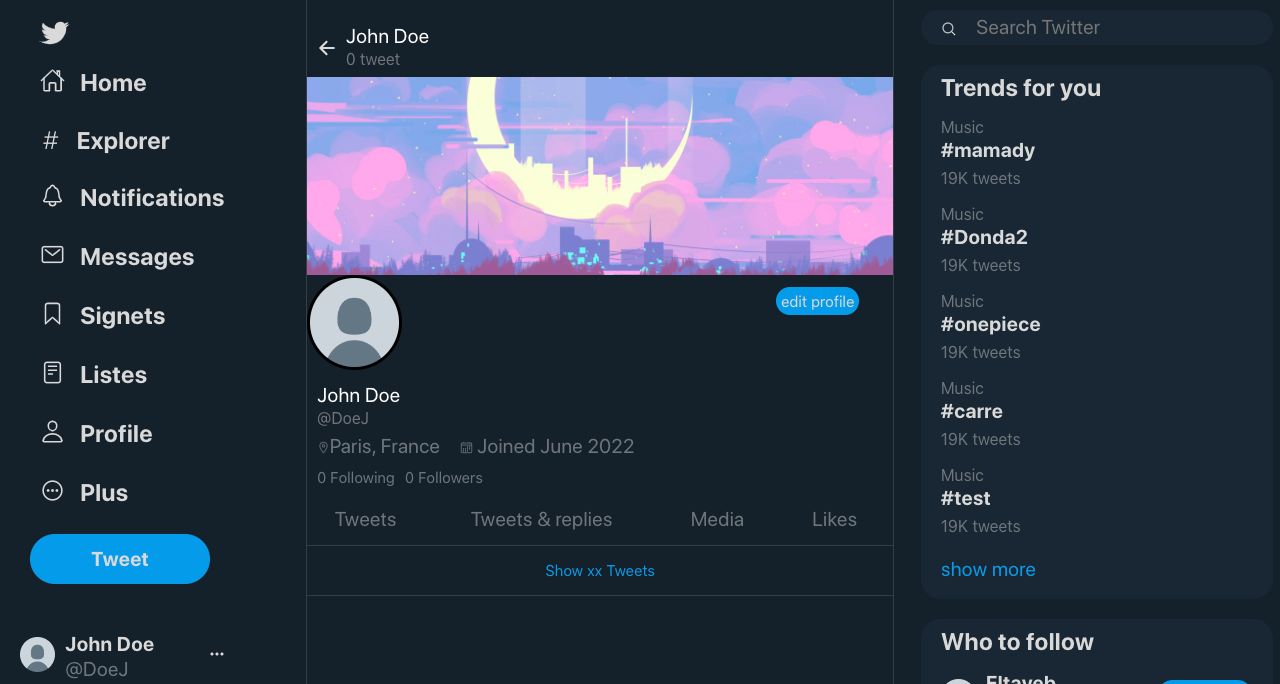 Home
# Explorer
Notifications
Messages
Signets
Listes
Profile
Plus
Tweet
John Doe
@DoeJ
John Doe
0 tweet
edit profile
John Doe
@DoeJ
Paris, France Joined June 2022
0 Following 0 Followers
Tweets Tweets & replies Media Likes
Show xx Tweets
Search Twitter
Trends for you
Music
#mamady
19K tweets
Music
#Donda2
19K tweets
Music
#onepiece
19K tweets
Music
#carre
19K tweets
Music
#test
19K tweets
show more
Who to follow